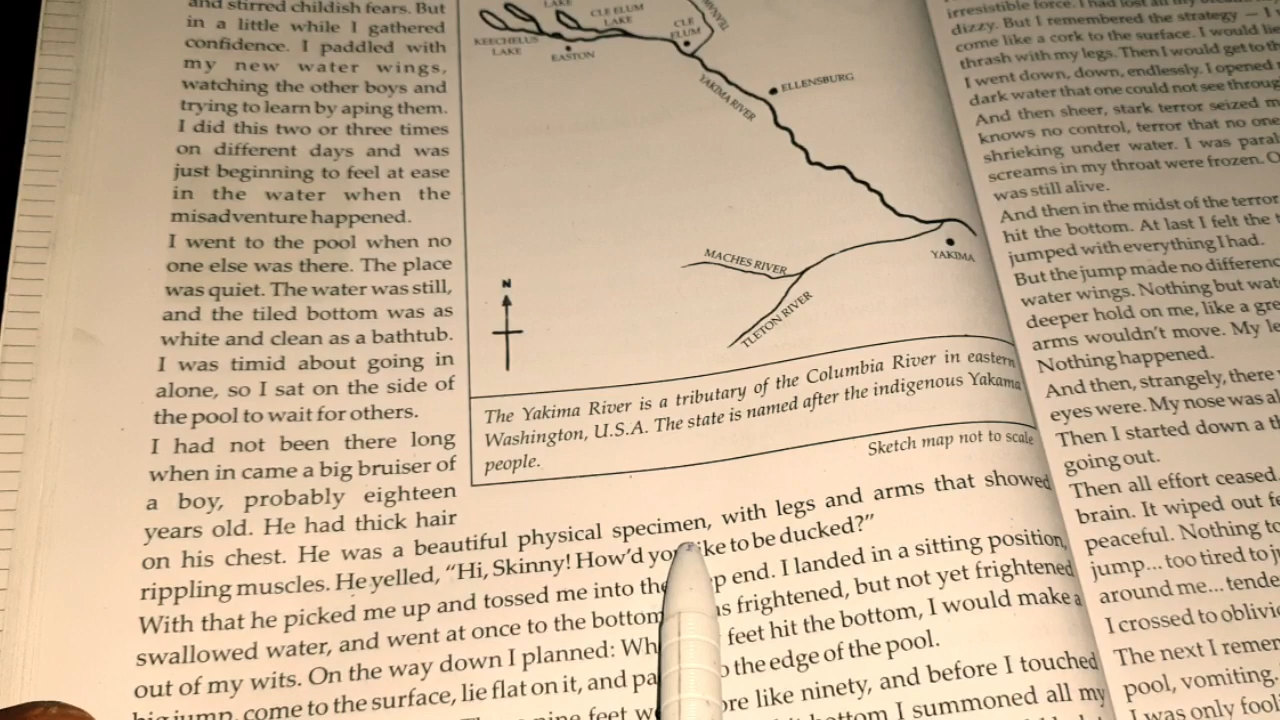 and stirred childish fears. But
in a little while I gathered
confidence. I paddled with
my new water wings,
watching the other boys and
trying to learn by aping them.
I did this two or three times
on different days and was
just beginning to feel at ease
in the water when the
misadventure happened.
I went to the pool when no
one else was there. The place
was quiet. The water was still,
and the tiled bottom was as
white and clean as a bathtub.
I was timid about going in
alone, so I sat on the side of
the pool to wait for others.
I had not been there long
when in came a big bruiser of
a boy, probably eighteen
years old. He had thick hair
LAKE
CLE ELUM
LAKE
CLE
ELUM
KEECHELUS
LAKE
EASTON
YAKIMA RIVER
ELLENSBURG
MACHES RIVER
YAKIMA
TLETON RIVER
N
The Yakima River is a tributary of the Columbia River in eastern
Washington, U.S.A. The state is named after the indigenous Yakama
people.
Sketch map not to scale
on his chest. He was a beautiful physical specimen, with legs and arms that showed
rippling muscles. He yelled, "Hi, Skinny! How'd you like to be ducked?"
With that he picked me up and tossed me into the end. I landed in a sitting position,
swallowed water, and went at once to the bottom frightened, but not yet frightened
out of my wits. On the way down I planned: feet hit the bottom, I would make a
big jump, come to the surface, lie flat on it, and the edge of the pool.
nine feet like ninety, and before I touched
bottom I summoned all my
irresistible force. I had lost all my
dizzy. But I remembered the strategy — I
come like a cork to the surface. I would lie
thrash with my legs. Then I would get to
I went down, down, endlessly. I opened
dark water that one could not see
And then sheer, stark terror seized
knows no control, terror that no one
shrieking under water. I was
screams in my throat were frozen.
was still alive.
And then in the midst of the terror
hit the bottom. At last I felt the
jumped with everything I had.
But the jump made no
water wings. Nothing but
deeper hold on me, like a
arms wouldn't move. My
Nothing happened.
And then, strangely, there
eyes were. My nose was
Then I started down a
going out.
Then all effort ceased.
brain. It wiped out
peaceful. Nothing to
jump... too tired to
around me...
I crossed to
The next I
pool, vomiting.
I was only